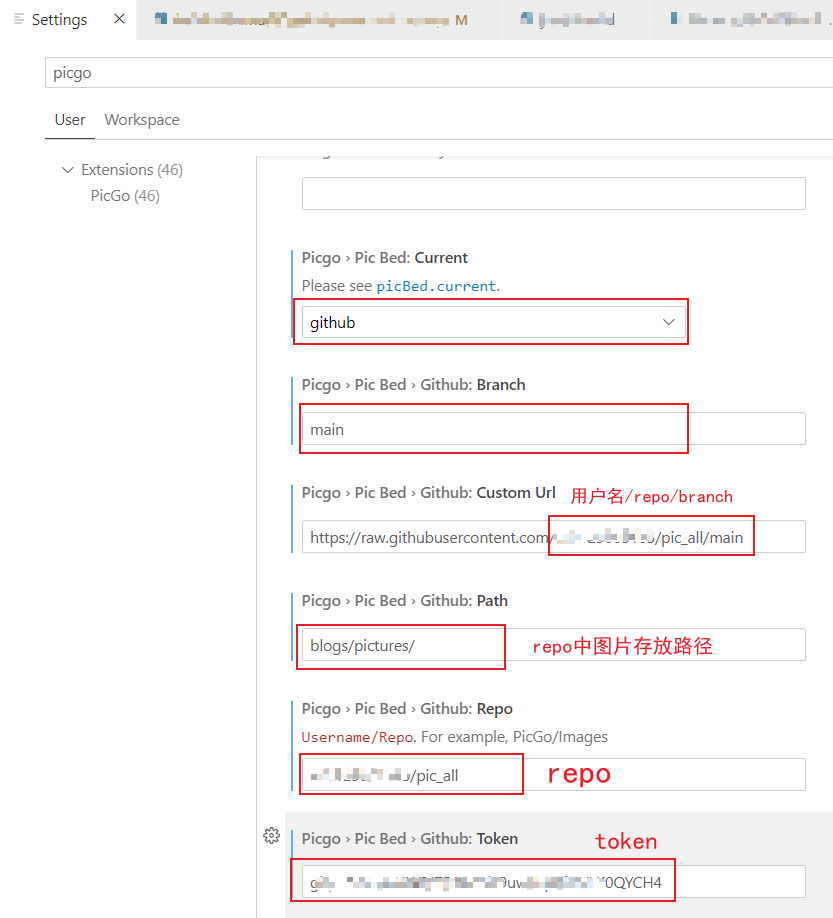 Settings
M
picgo
User Workspace
Extensions (46)
PicGo (46)
Picgo › Pic Bed: Current
Please see picBed.current.
github
Picgo › Pic Bed › Github: Branch
main
Picgo › Pic Bed › Github: Custom Url 用户名/repo/branch
https://raw.githubusercontent.com/ /pic_all/main
Picgo › Pic Bed › Github: Path
blogs/pictures/ repo中图片存放路径
Picgo › Pic Bed › Github: Repo
Username/Repo. For example, PicGo/Images
/pic_all repo
Picgo › Pic Bed › Github: Token token
0QYCH4